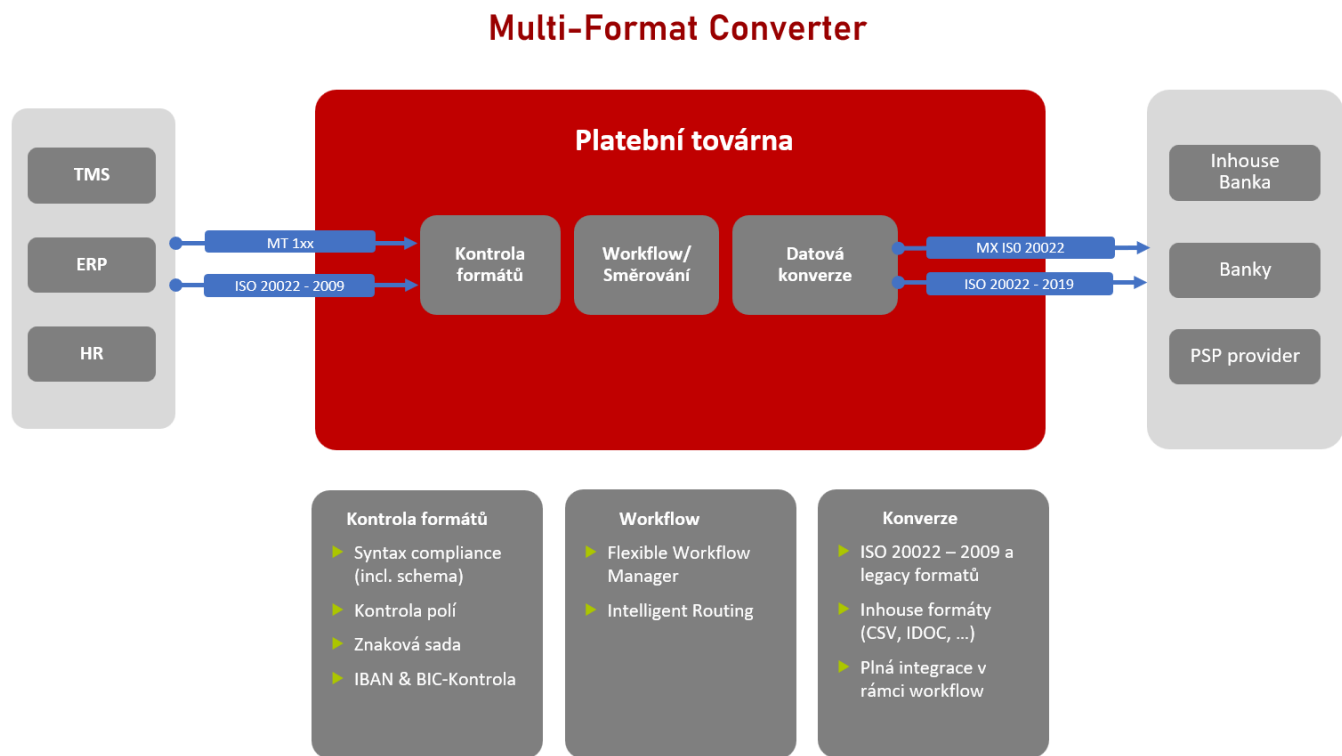 Multi-Format Converter
Platební továrna
TMS
ERP
HR
MT 1xx
ISO 20022 - 2009
Kontrola
formátů
Workflow/
Směrování
Datová
konverze
MX IS0 20022
ISO 20022 - 2019
Inhouse
Banka
Banky
PSP provider
Kontrola formátů
Syntax compliance
(incl. schema)
Kontrola polí
Znaková sada
IBAN & BIC-Kontrola
Workflow
Flexible Workflow
Manager
Intelligent Routing
Konverze
ISO 20022 – 2009 a
legacy formatů
Inhouse formáty
(CSV, IDOC, ...)
Plná integrace v
rámci workflow